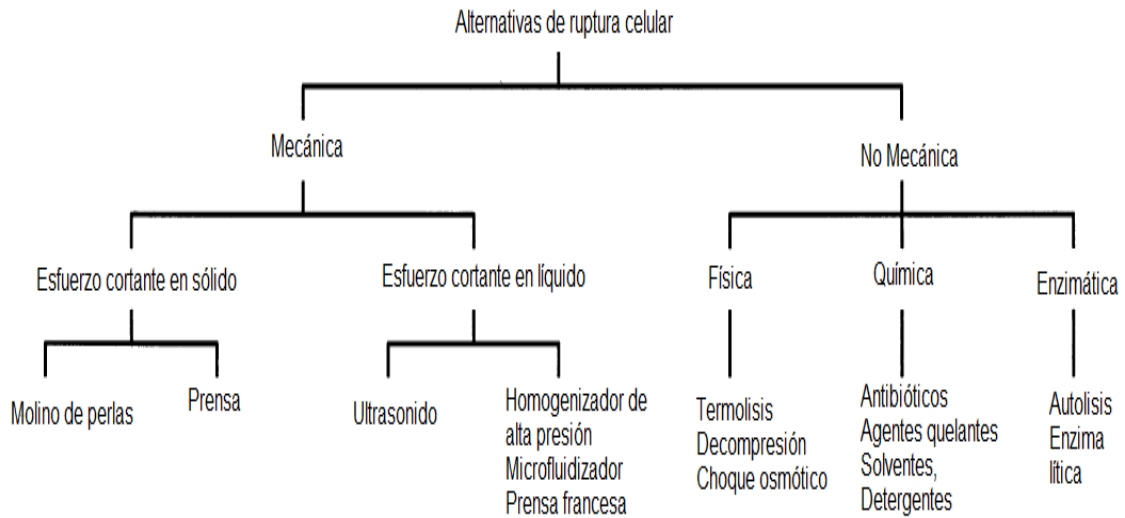 Alternativas de ruptura celular
Mecánica
No Mecánica
Esfuerzo cortante en sólido
Esfuerzo cortante en líquido
Física
Química
Enzimática
Molino de perlas
Prensa
Ultrasonido
Homogenizador de
alta presión
Microfluidizador
Prensa francesa
Termolisis
Decompresión
Choque osmótico
Antibióticos
Agentes quelantes
Solventes,
Detergentes
Autolisis
Enzima
lítica